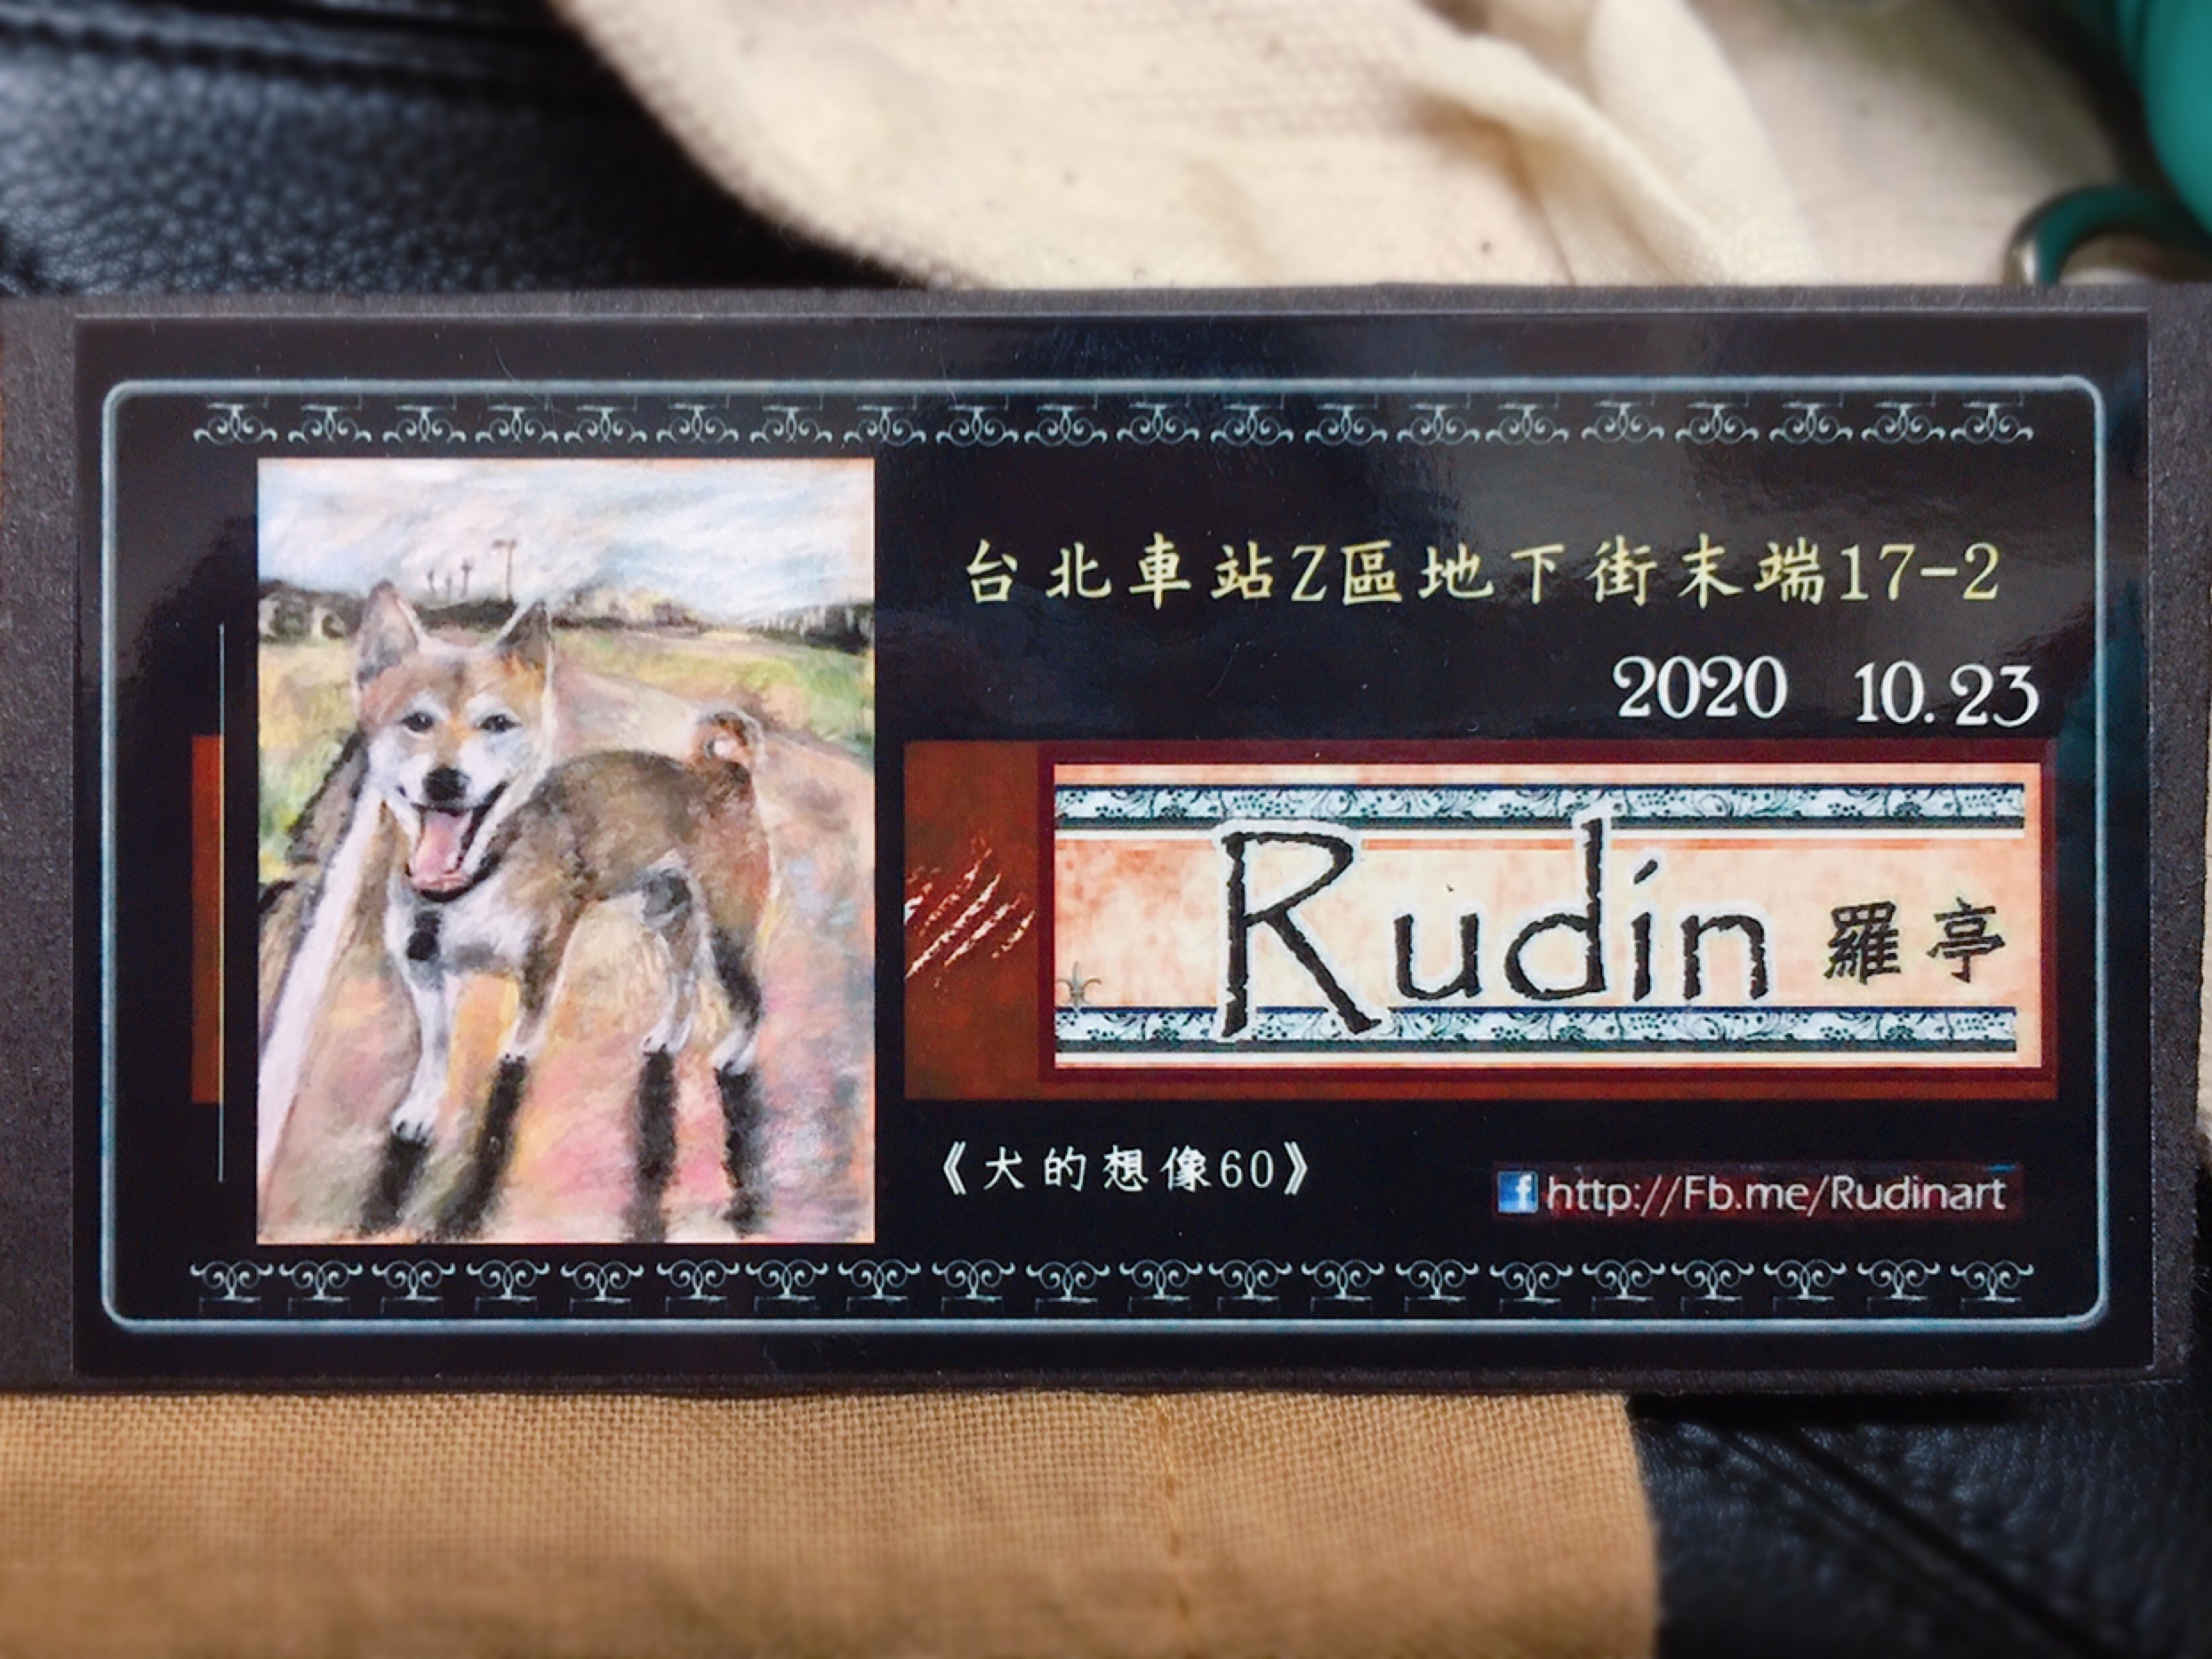 台北車站Z區地下街末端17-2
2020 10.23
Rudin 羅亭
《犬的想像60》
http://Fb.me/Rudinart